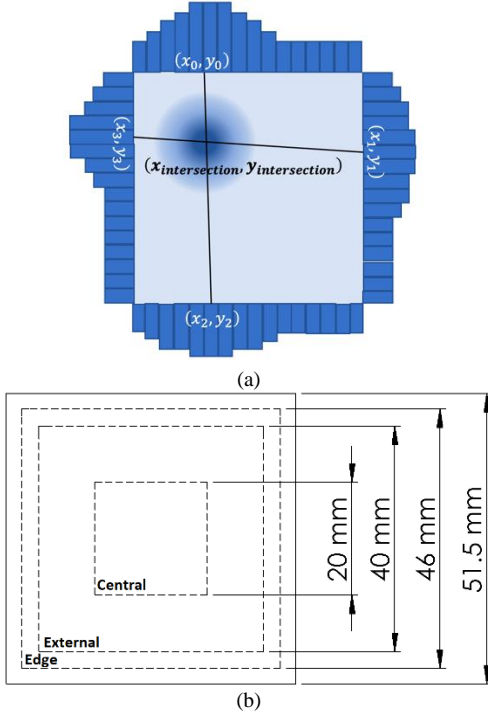 (x₀, y₀)
(x₃, y₃)
(x₁, y₁)
(x_intersection, y_intersection)
(x₂, y₂)
(a)
Central
External
Edge
20 mm
40 mm
46 mm
51.5 mm
(b)